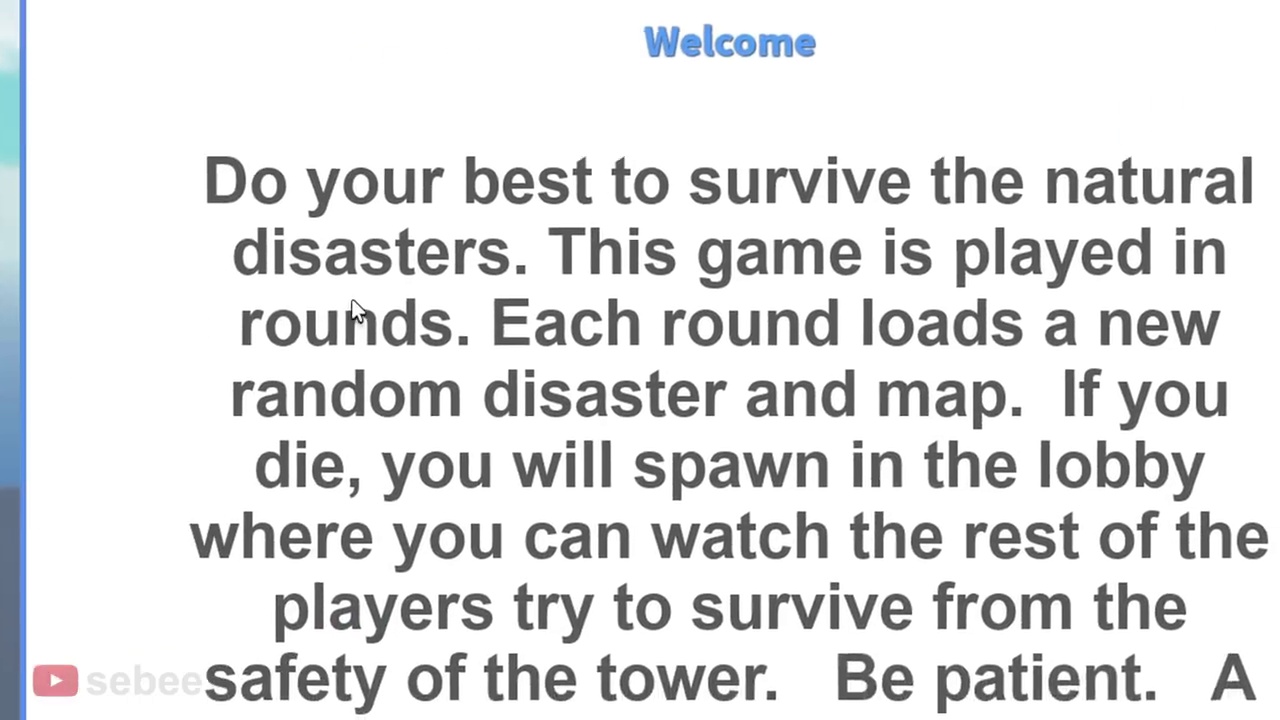 Welcome
Do your best to survive the natural
disasters. This game is played in
rounds. Each round loads a new
random disaster and map.  If you
die, you will spawn in the lobby
where you can watch the rest of the
players try to survive from the
safety of the tower.   Be patient.   A
sebee